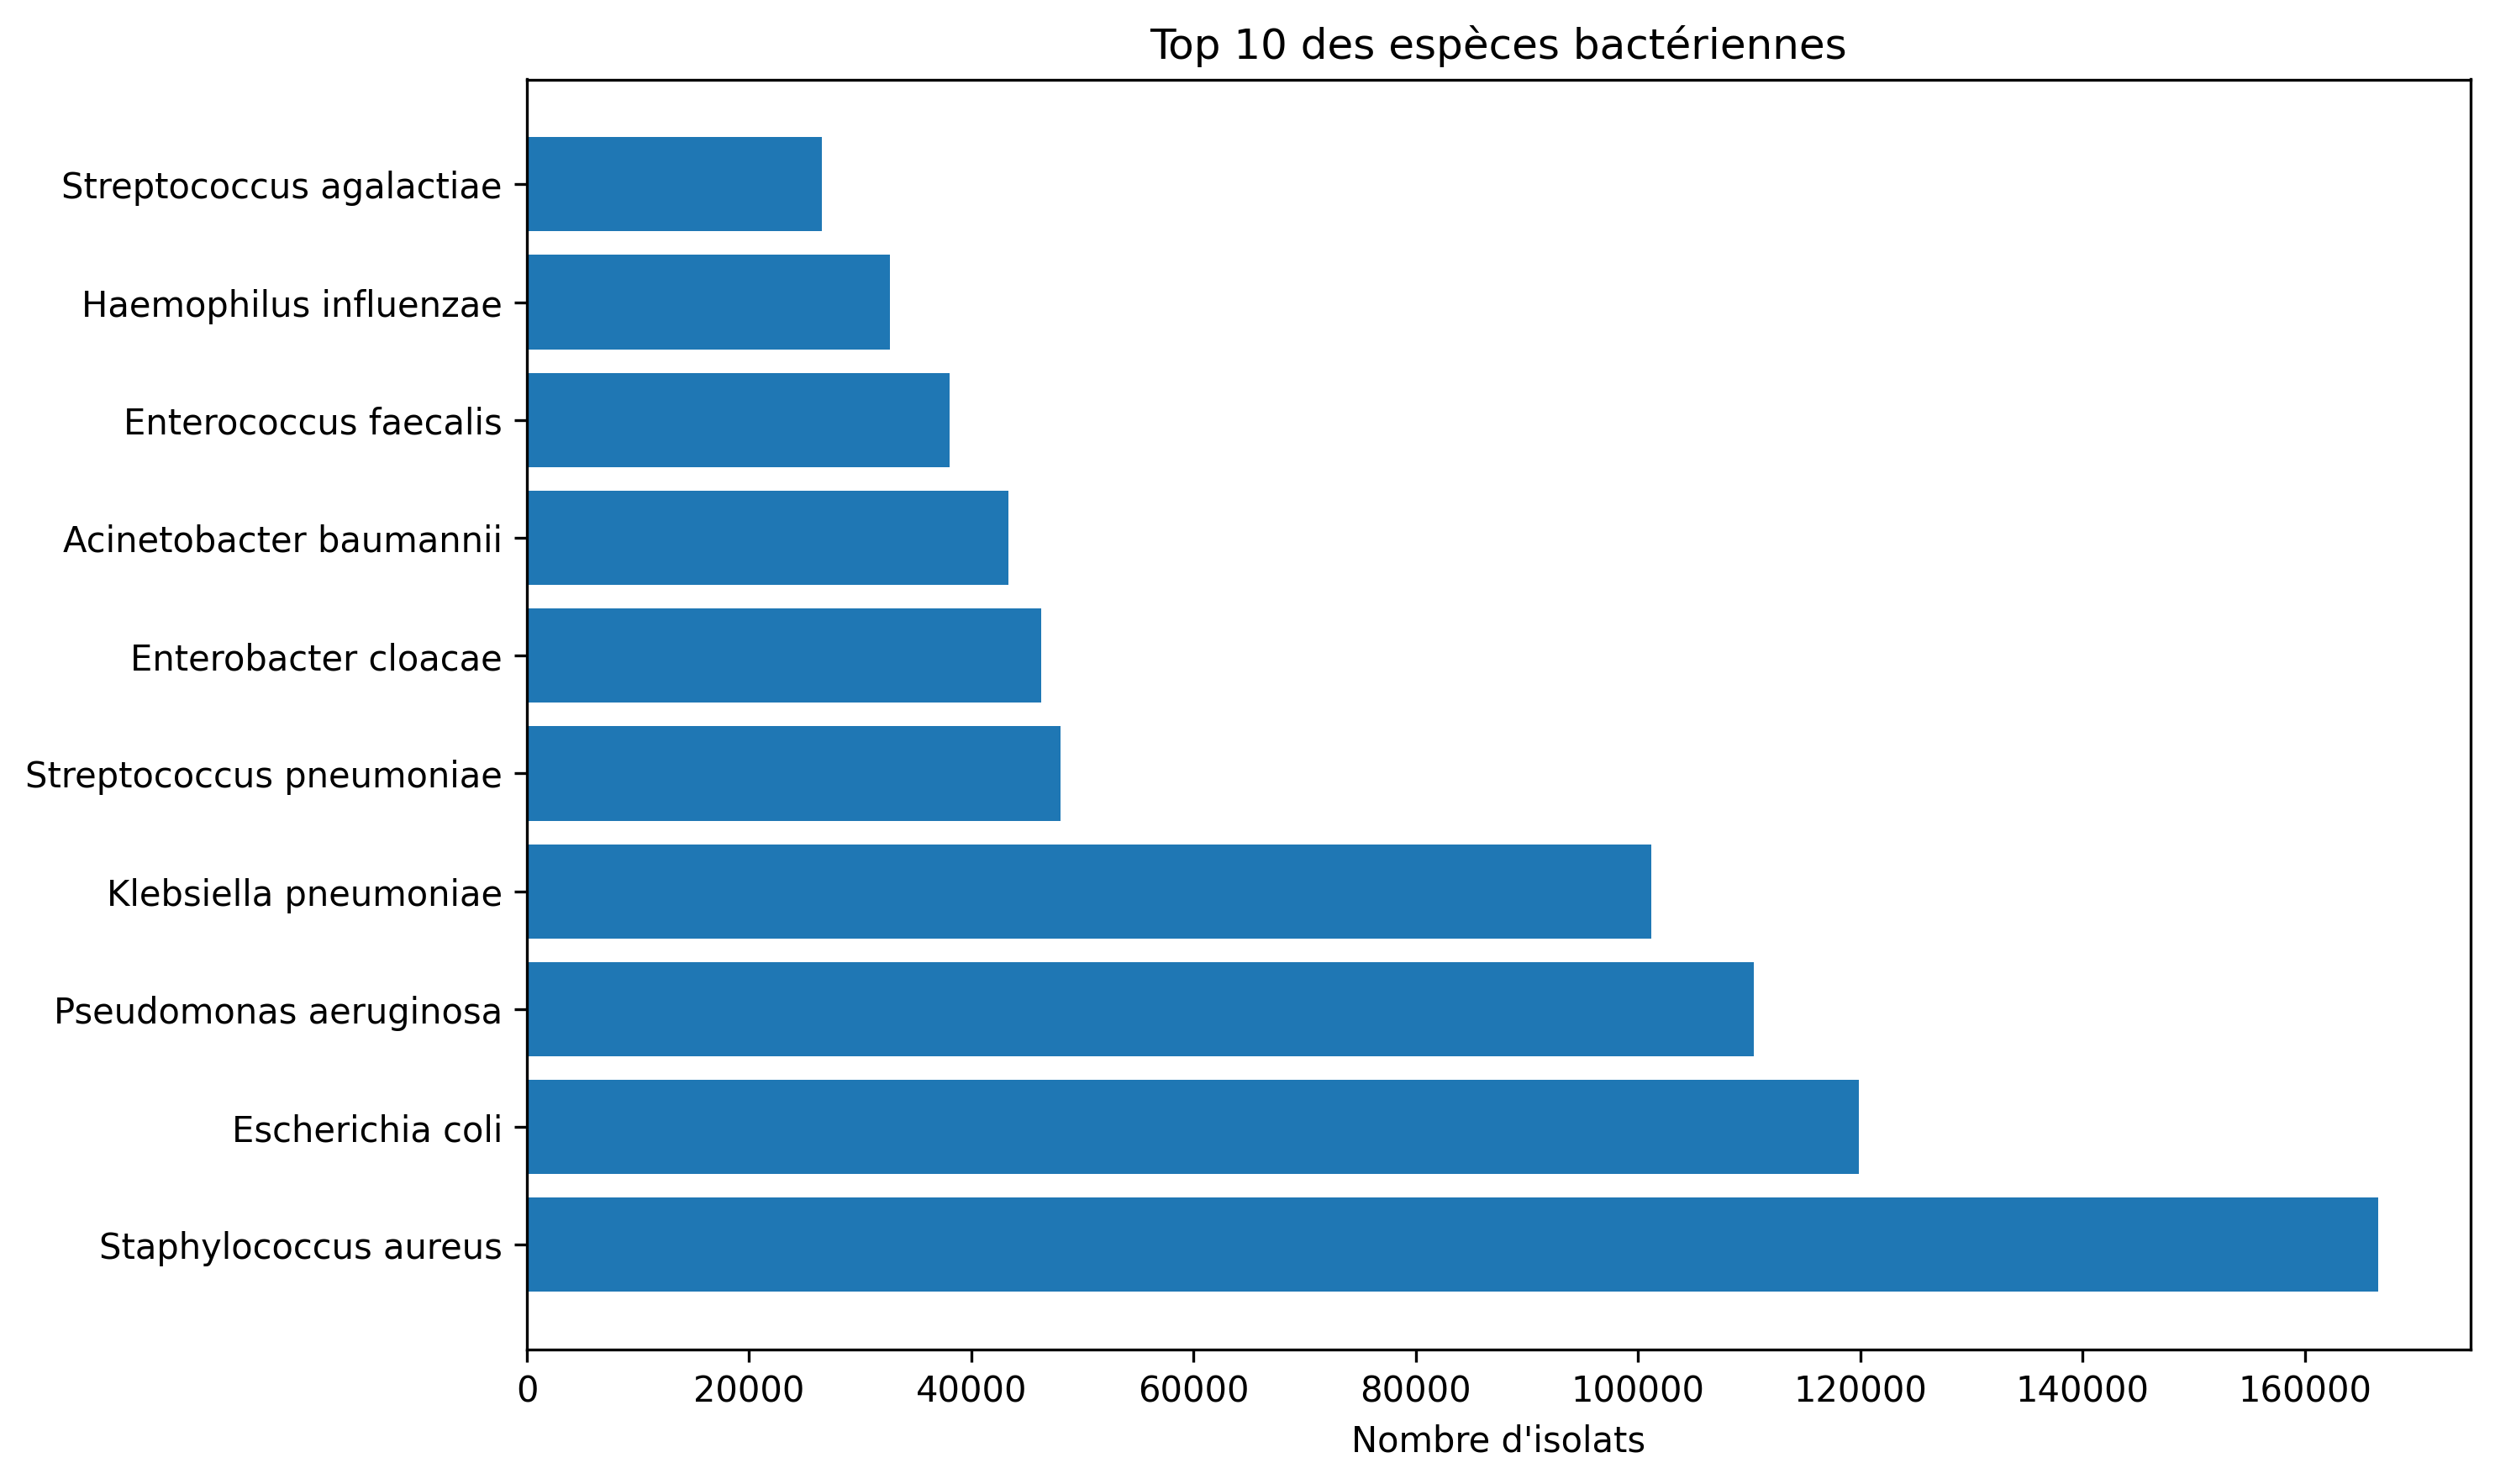 Top 10 des espèces bactériennes
Streptococcus agalactiae
Haemophilus influenzae
Enterococcus faecalis
Acinetobacter baumannii
Enterobacter cloacae
Streptococcus pneumoniae
Klebsiella pneumoniae
Pseudomonas aeruginosa
Escherichia coli
Staphylococcus aureus
0 20000 40000 60000 80000 100000 120000 140000 160000
Nombre d'isolats